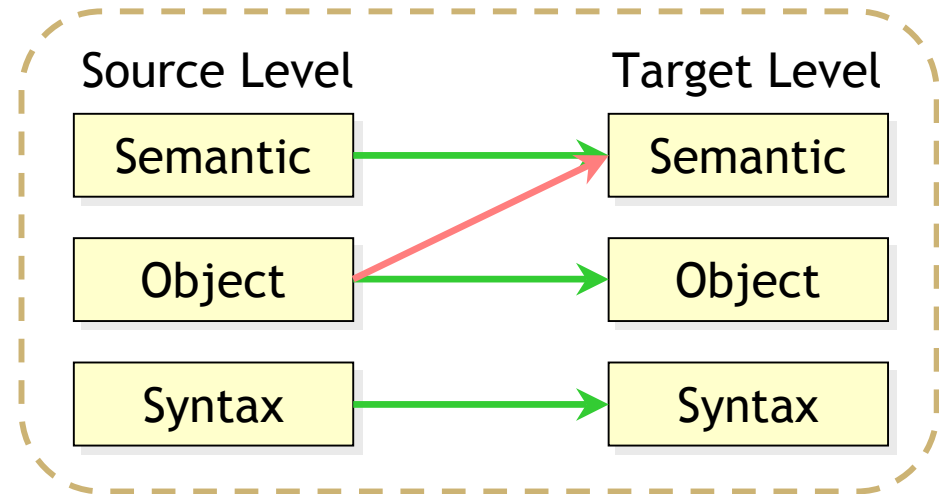 Source Level
Target Level
Semantic
Semantic
Object
Object
Syntax
Syntax